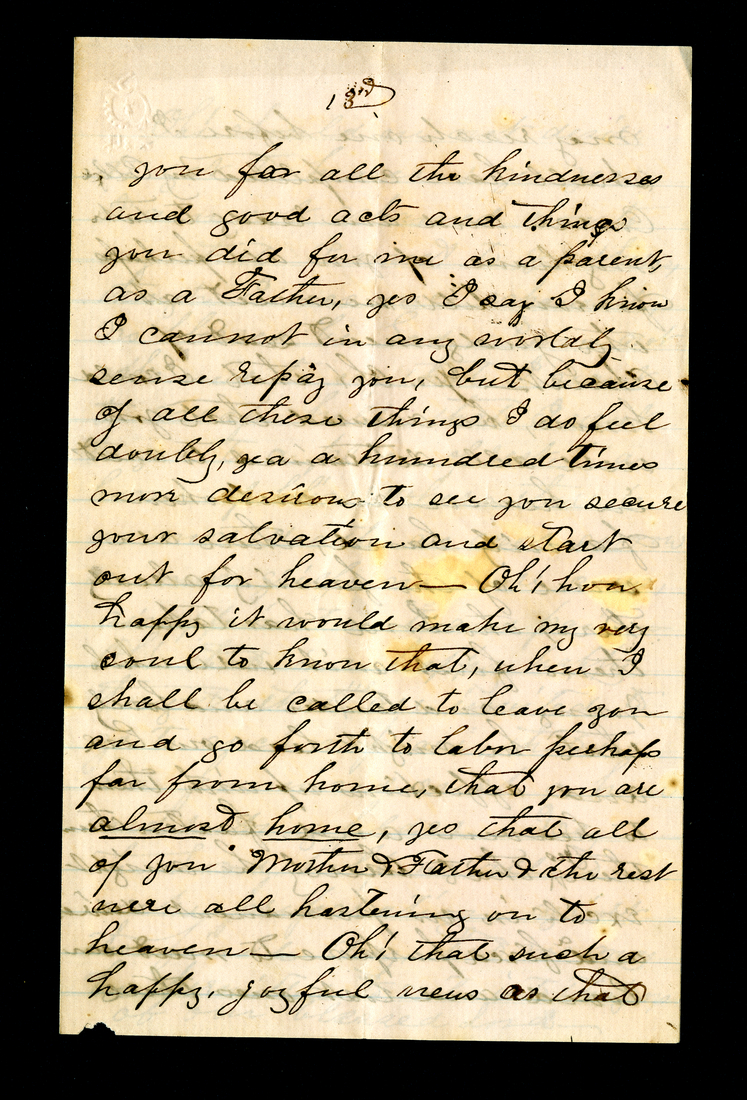 13rd
you for all the kindnesses
and good acts and things
you did for me as a parent,
as a Father, yes I say I know
I cannot in any worldly
sense repay you, but because
of all these things I do feel
doubly, yea a hundred times
more desirous to see you secure
your salvation and start
out for heaven — Oh! how
happy it would make my very
soul to know that, when I
shall be called to leave you
and go forth to labor perhaps
far from home, that you are
almost home, yes that all
of you Mother & Father & the rest
were all hastening on to
heaven — Oh! that such a
happy, joyful news as that